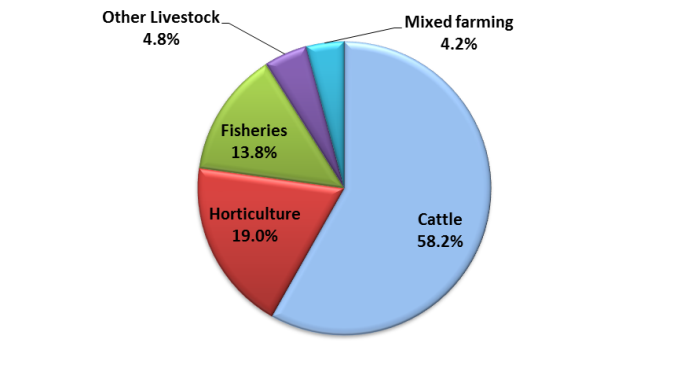 Other Livestock
4.8%
Mixed farming
4.2%
Fisheries
13.8%
Horticulture
19.0%
Cattle
58.2%